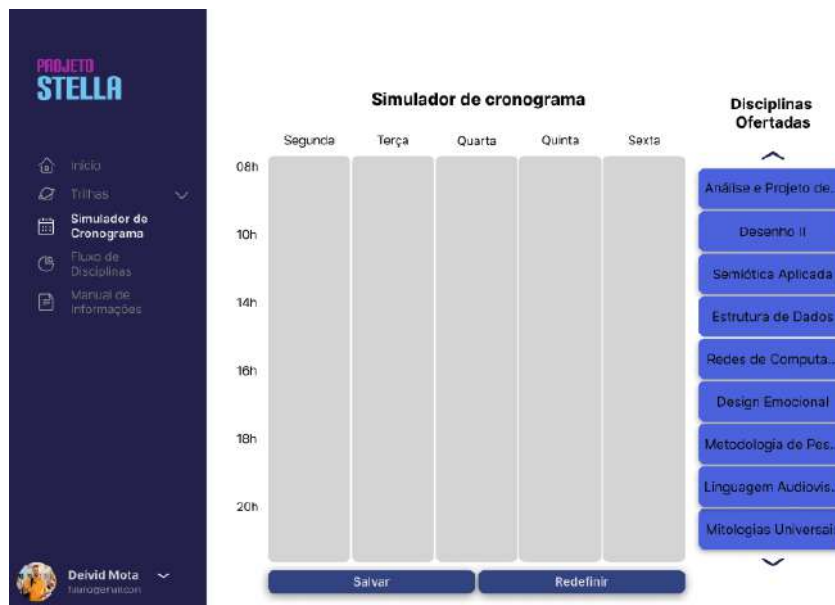 PROJETO
STELLA
Início
Trilhas
Simulador de
Cronograma
Fluxo de
Disciplinas
Manual de
Informações
Deivid Mota
Simulador de cronograma
Segunda Terça Quarta Quinta Sexta
08h
10h
14h
16h
18h
20h
Salvar Redefinir
Disciplinas
Ofertadas
Análise e Projeto de...
Desenho II
Semiótica Aplicada
Estrutura de Dados
Redes de Computa...
Design Emocional
Metodologia de Pes...
Linguagem Audiovis...
Mitologias Universais